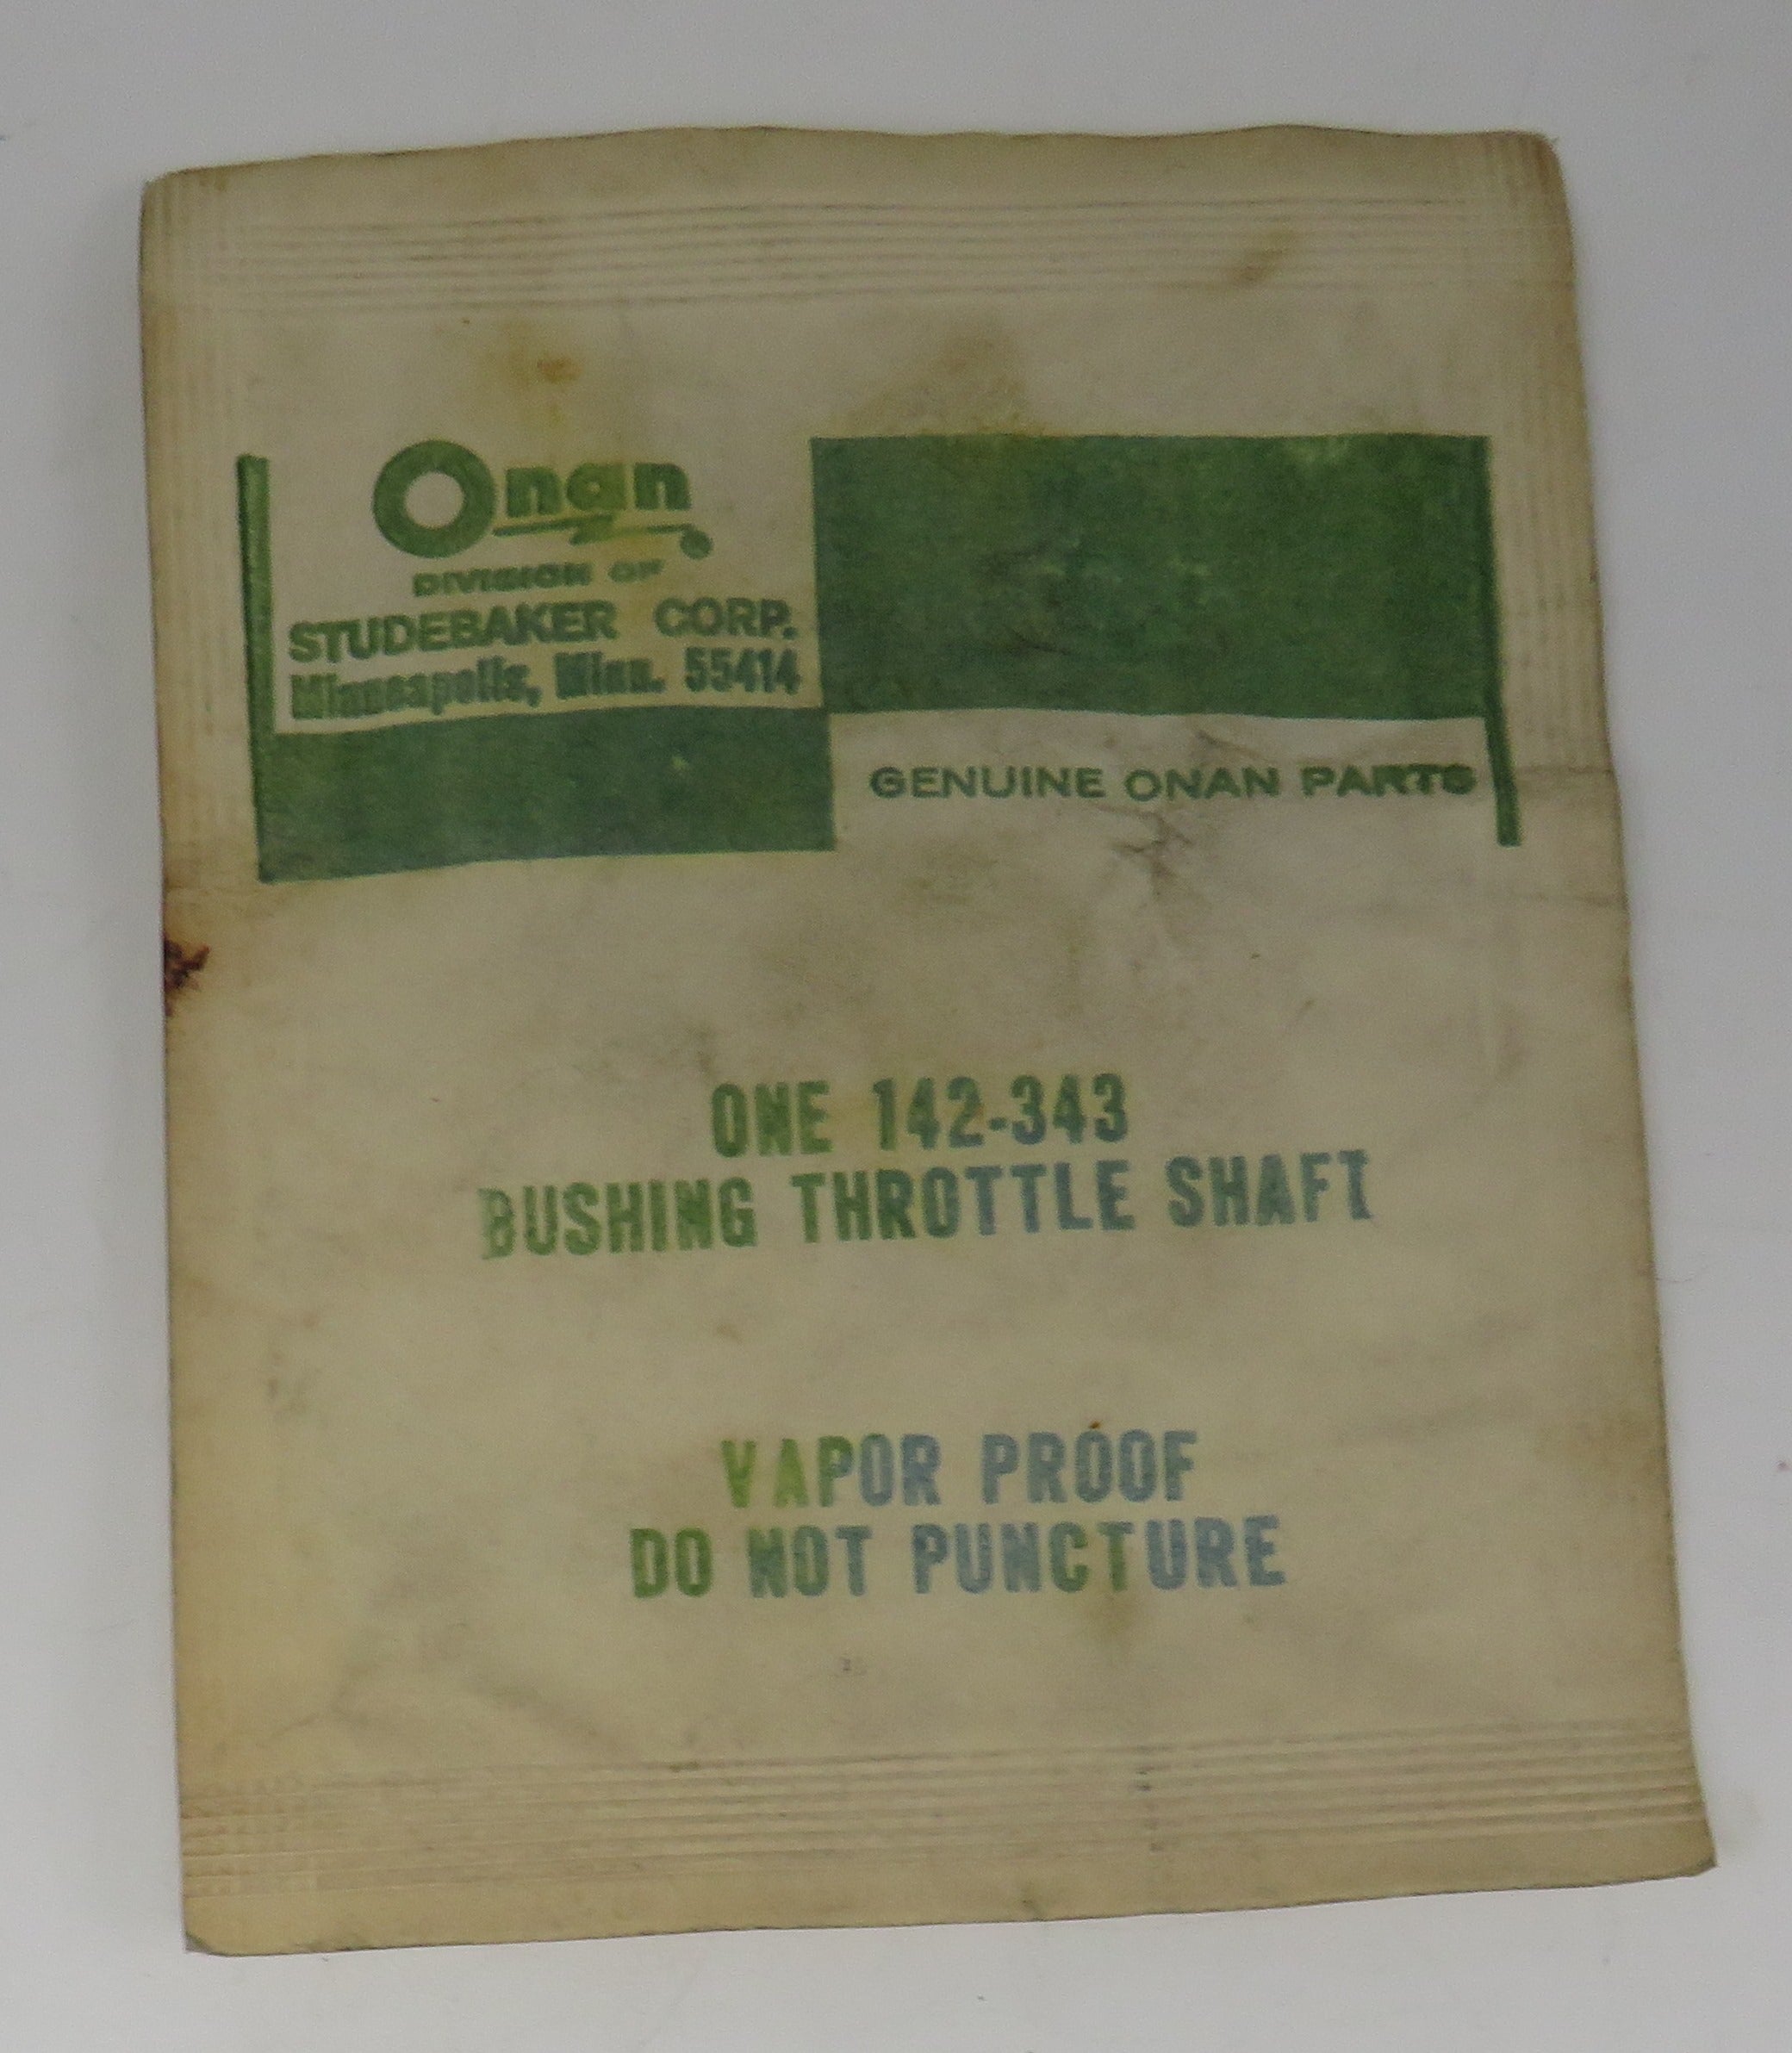 Onan
DIVISION OF
STUDEBAKER CORP.
Minneapolis, Minn. 55414
GENUINE ONAN PARTS
ONE 142-343
BUSHING THROTTLE SHAFT
VAPOR PROOF
DO NOT PUNCTURE